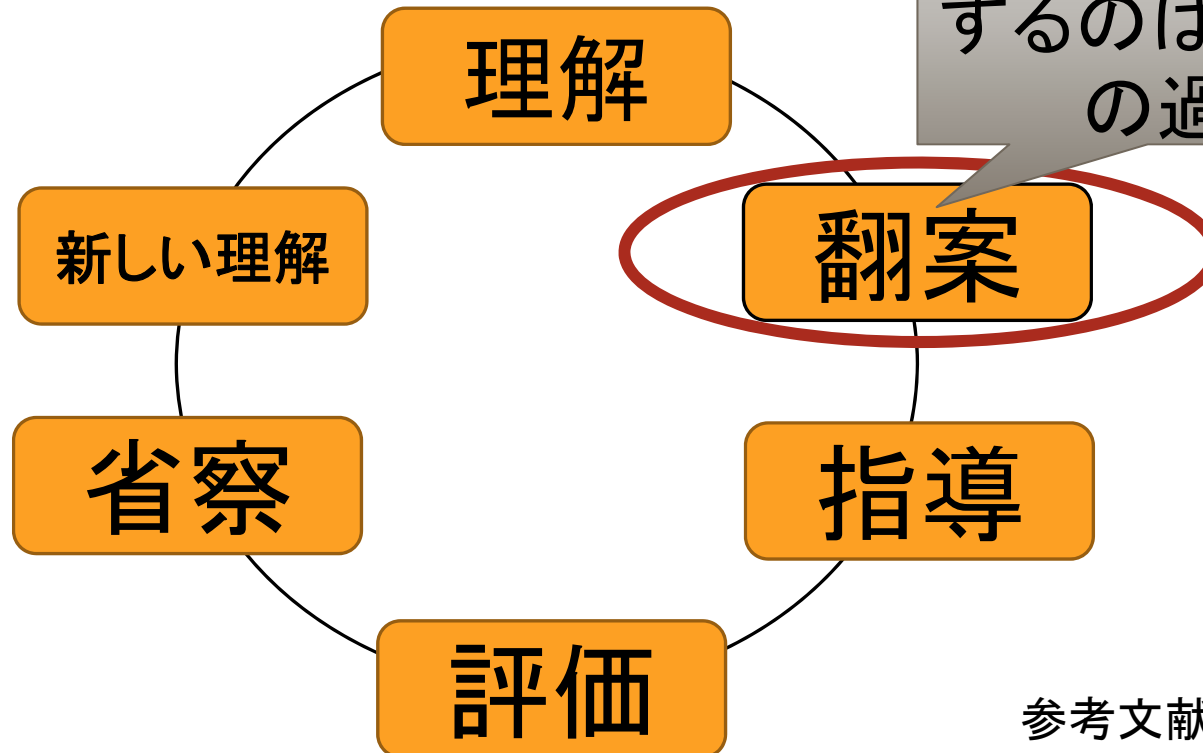 するのは
の過
理解
翻案
新しい理解
指導
省察
評価
参考文献